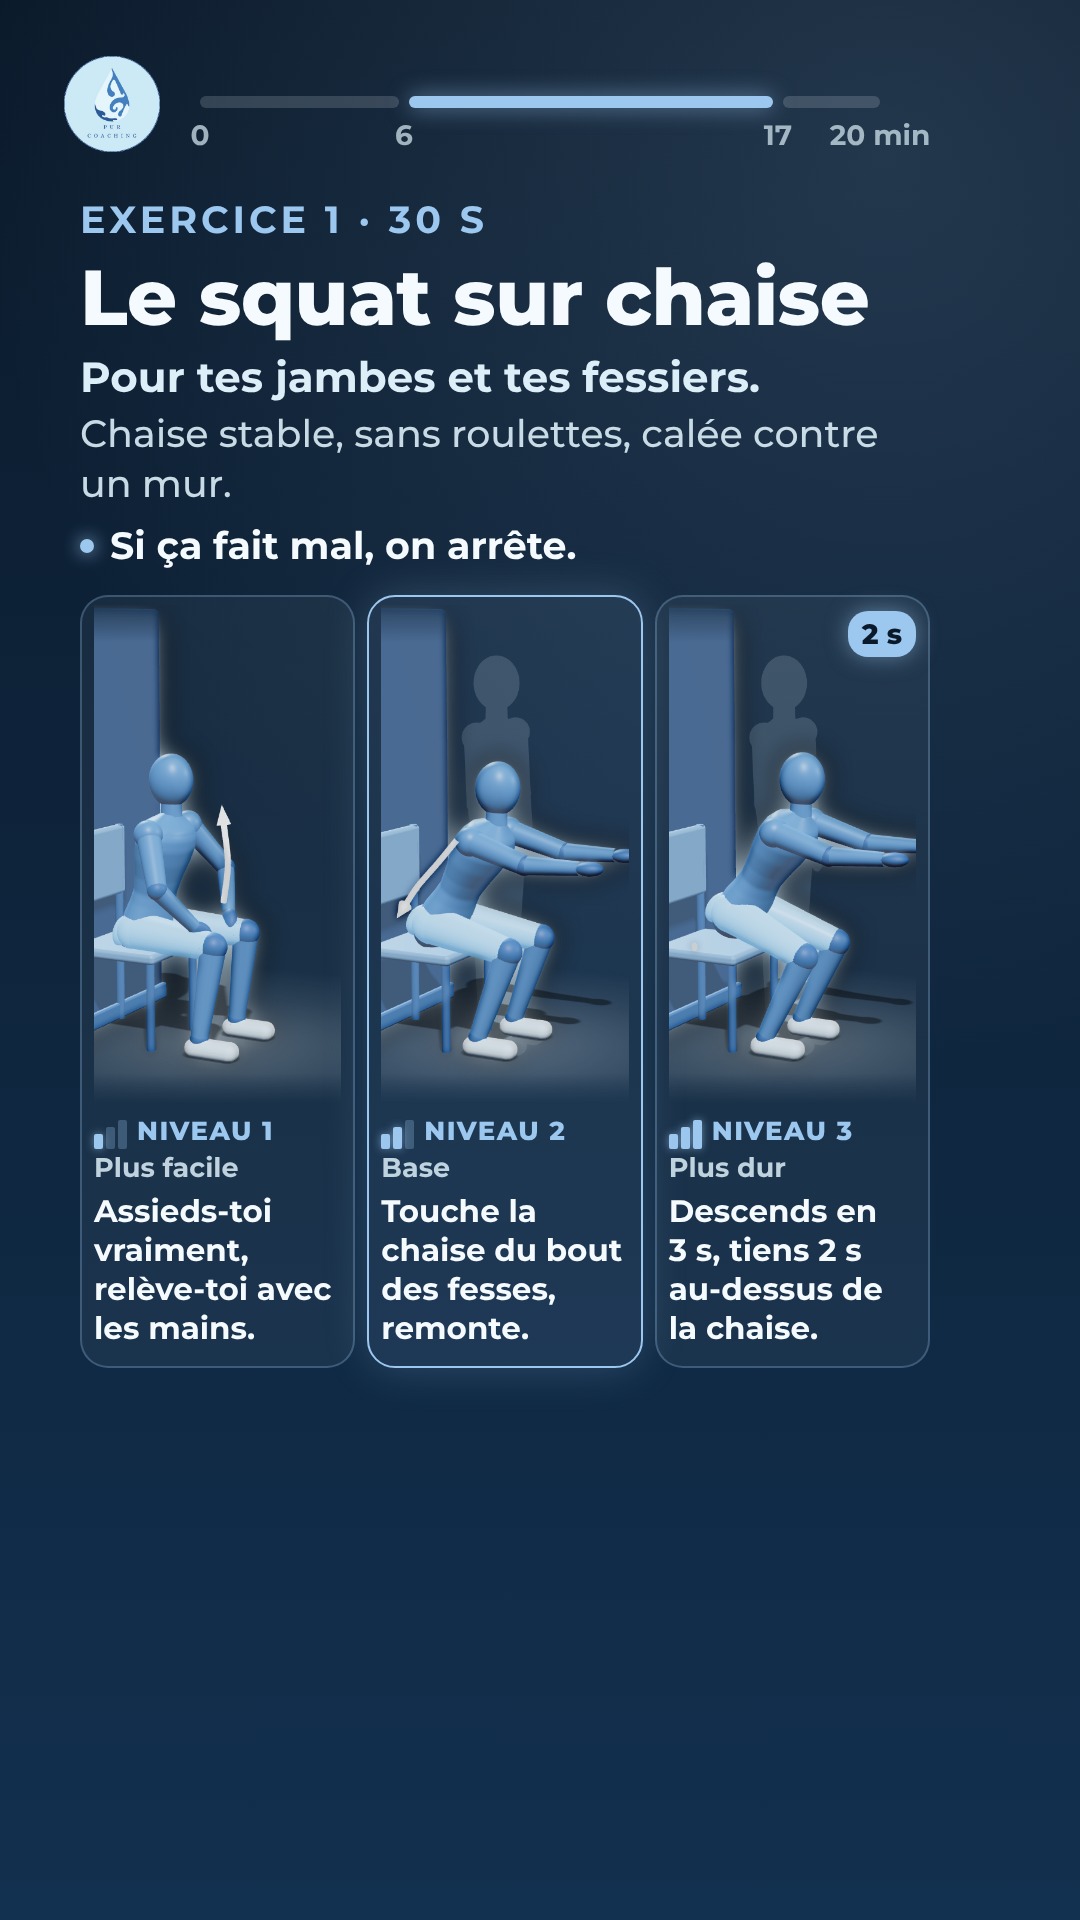 PUR
COACHING
0 6 17 20 min
EXERCICE 1 · 30 S
Le squat sur chaise
Pour tes jambes et tes fessiers.
Chaise stable, sans roulettes, calée contre
un mur.
• Si ça fait mal, on arrête.
NIVEAU 1
Plus facile
Assieds-toi
vraiment,
relève-toi avec
les mains.
NIVEAU 2
Base
Touche la
chaise du bout
des fesses,
remonte.
2 s
NIVEAU 3
Plus dur
Descends en
3 s, tiens 2 s
au-dessus de
la chaise.